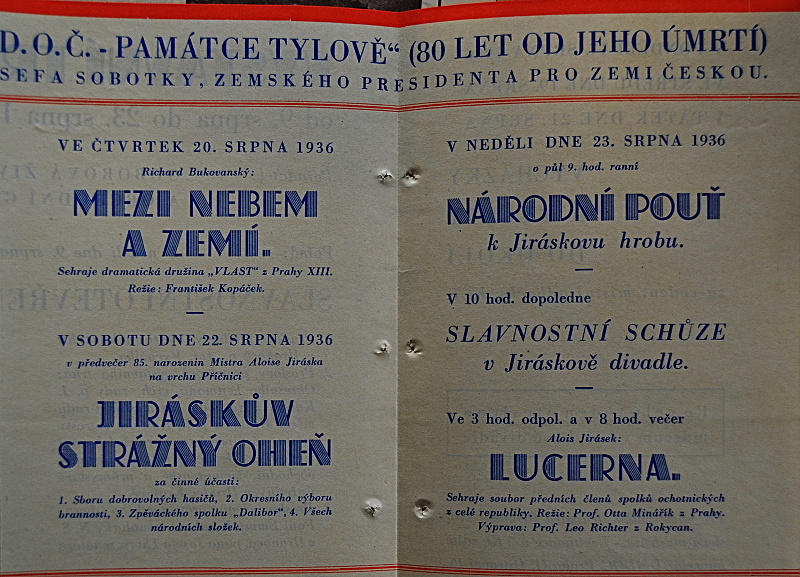 D.O.Č. - PAMÁTCE TYLOVĚ“ (80 LET OD JEHO ÚMRTÍ)
SEFA SOBOTKY, ZEMSKÉHO PRESIDENTA PRO ZEMI ČESKOU.
VE ČTVRTEK 20. SRPNA 1936
Richard Bukovanský:
MEZI NEBEM
A ZEMÍ.
Sehraje dramatická družina „VLAST“ z Prahy XIII.
Režie: František Kopáček.
V SOBOTU DNE 22. SRPNA 1936
v předvečer 85. narozenin Mistra Aloise Jiráska
na vrchu Příčnici
JIRÁSKŮV
STRÁŽNÝ OHEŇ
za činné účasti:
1. Sboru dobrovolných hasičů, 2. Okresního výboru
brannosti, 3. Zpěváckého spolku „Dalibor“, 4. Všech
národních složek.
V NEDĚLI DNE 23. SRPNA 1936
o půl 9. hod. ranní
NÁRODNÍ POUŤ
k Jiráskovu hrobu.
V 10 hod. dopoledne
SLAVNOSTNÍ SCHŮZE
v Jiráskově divadle.
Ve 3 hod. odpol. a v 8 hod. večer
Alois Jirásek:
LUCERNA.
Sehraje soubor předních členů spolků ochotnických
z celé republiky. Režie: Prof. Otta Minářík z Prahy.
Výprava: Prof. Leo Richter z Rokycan.